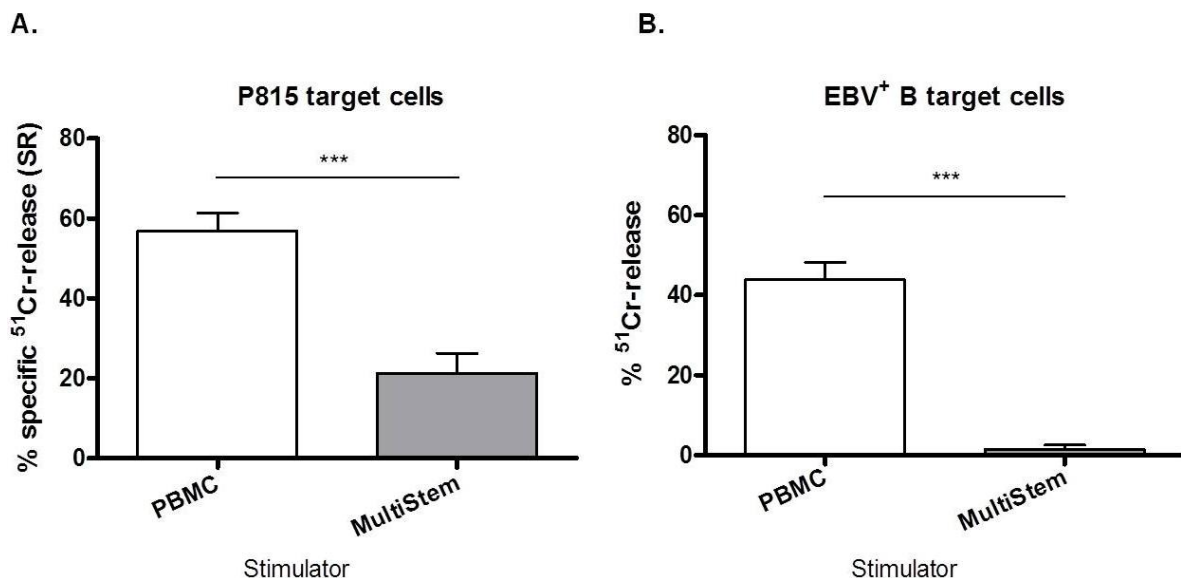 A.
P815 target cells
% specific ⁵¹Cr-release (SR)
80
60
40
20
0
***
PBMC
MultiStem
Stimulator
B.
EBV⁺ B target cells
% ⁵¹Cr-release
80
60
40
20
0
***
PBMC
MultiStem
Stimulator